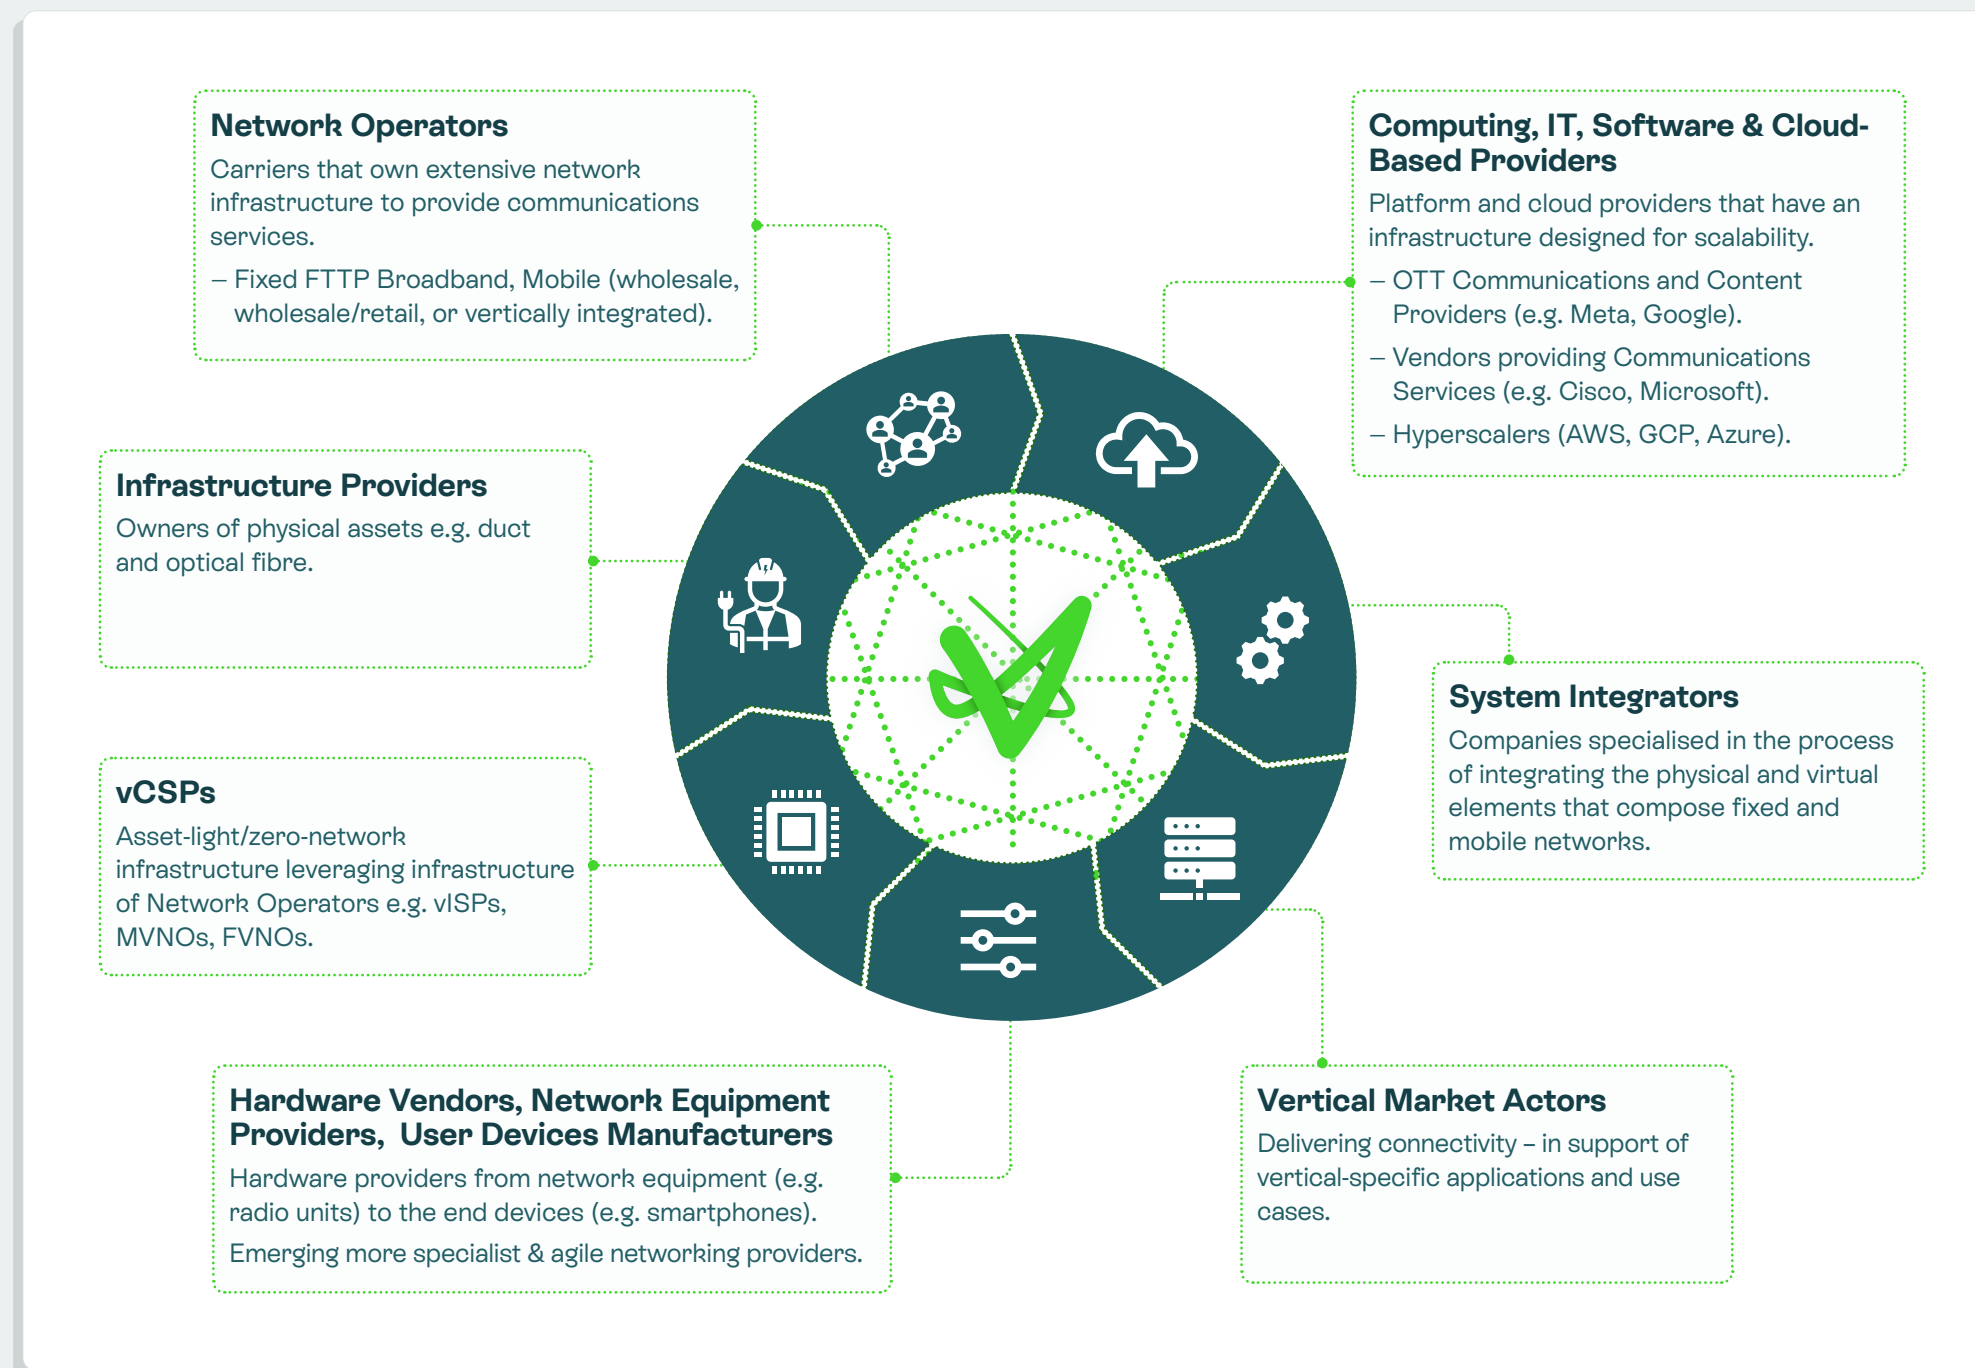 Network Operators
Carriers that own extensive network
infrastructure to provide communications
services.
– Fixed FTTP Broadband, Mobile (wholesale,
wholesale/retail, or vertically integrated).
Computing, IT, Software & Cloud-
Based Providers
Platform and cloud providers that have an
infrastructure designed for scalability.
– OTT Communications and Content
Providers (e.g. Meta, Google).
– Vendors providing Communications
Services (e.g. Cisco, Microsoft).
– Hyperscalers (AWS, GCP, Azure).
Infrastructure Providers
Owners of physical assets e.g. duct
and optical fibre.
System Integrators
Companies specialised in the process
of integrating the physical and virtual
elements that compose fixed and
mobile networks.
vCSPs
Asset-light/zero-network
infrastructure leveraging infrastructure
of Network Operators e.g. vISPs,
MVNOs, FVNOs.
Hardware Vendors, Network Equipment
Providers,  User Devices Manufacturers
Hardware providers from network equipment (e.g.
radio units) to the end devices (e.g. smartphones).
Emerging more specialist & agile networking providers.
Vertical Market Actors
Delivering connectivity – in support of
vertical-specific applications and use
cases.